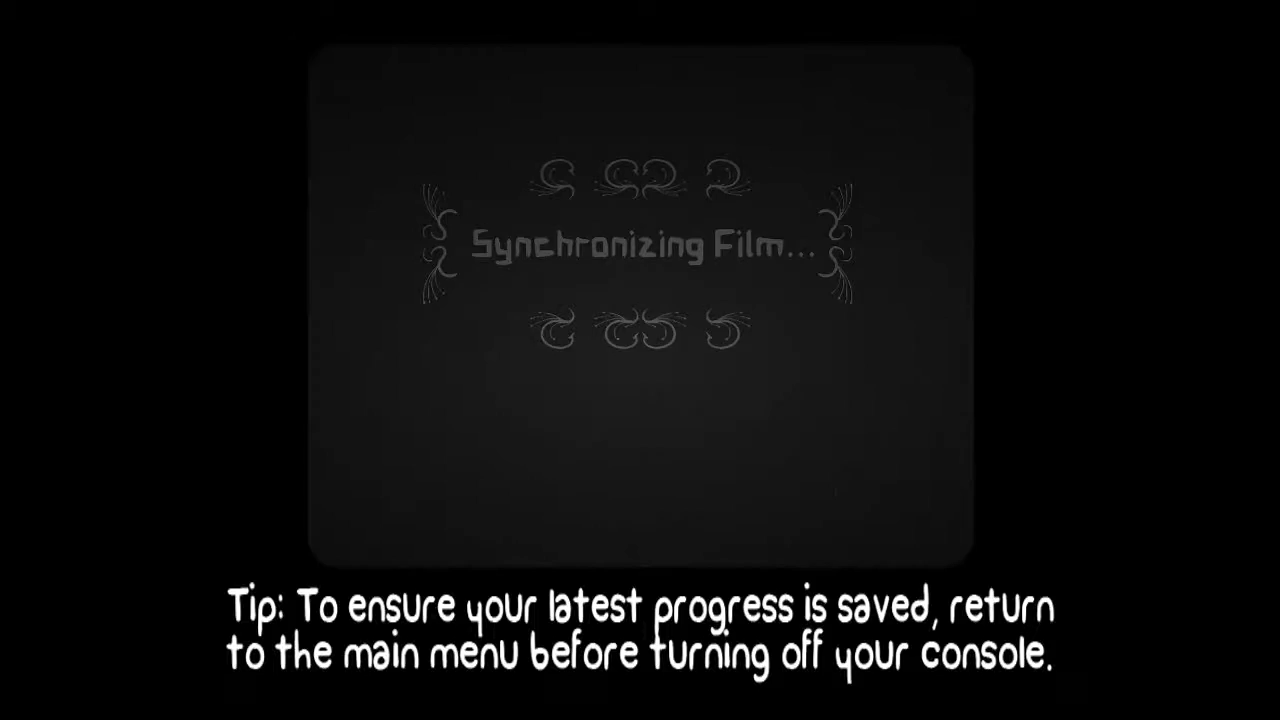 Synchronizing Film...
Tip: To ensure your latest progress is saved, return
to the main menu before turning off your console.